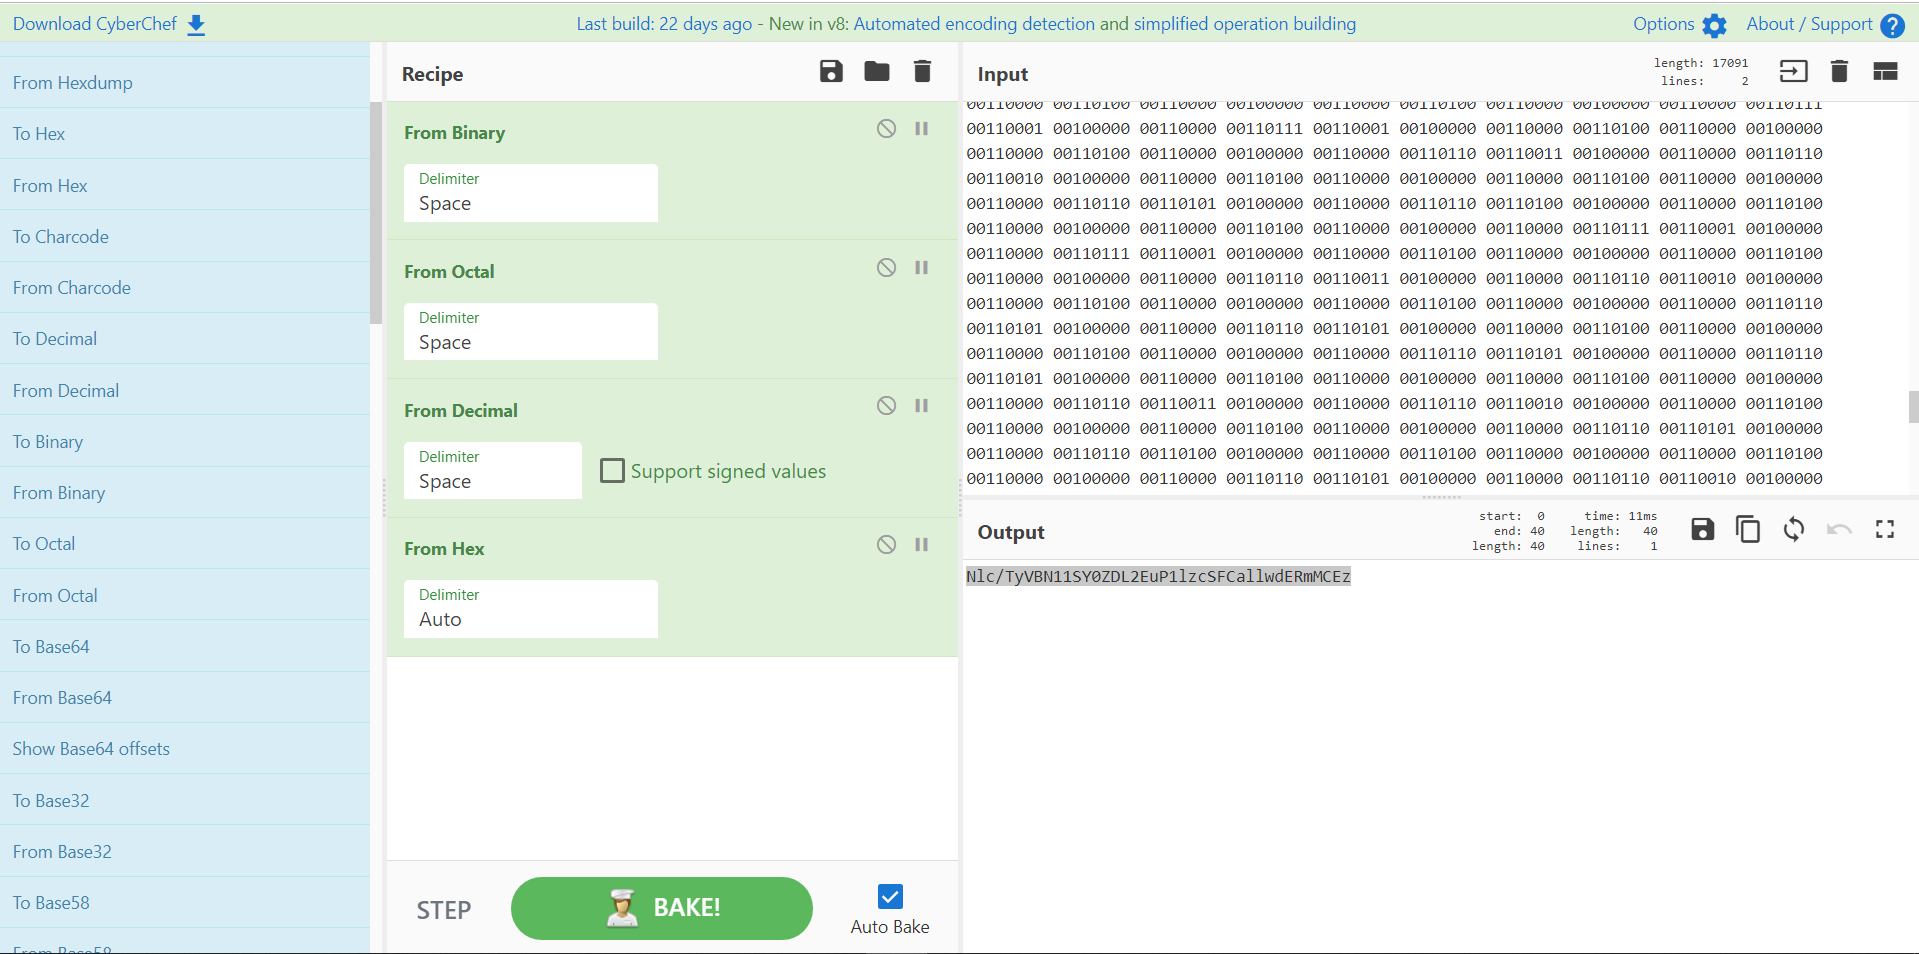 Download CyberChef
Last build: 22 days ago - New in v8: Automated encoding detection and simplified operation building
Options
About / Support
From Hexdump
To Hex
From Hex
To Charcode
From Charcode
To Decimal
From Decimal
To Binary
From Binary
To Octal
From Octal
To Base64
From Base64
Show Base64 offsets
To Base32
From Base32
To Base58
From Base58
Recipe
From Binary
Delimiter
Space
From Octal
Delimiter
Space
From Decimal
Delimiter
Space
Support signed values
From Hex
Delimiter
Auto
STEP
BAKE!
Auto Bake
Input
length: 17091
lines: 2
00110000 00110100 00110000 00100000 00110000 00110100 00110000 00100000 00110000 00110111
00110001 00100000 00110000 00110111 00110001 00100000 00110000 00110100 00110000 00100000
00110000 00110100 00110000 00100000 00110000 00110110 00110011 00100000 00110000 00110110
00110010 00100000 00110000 00110100 00110000 00100000 00110000 00110100 00110000 00100000
00110000 00110110 00110101 00100000 00110000 00110110 00110100 00100000 00110000 00110100
00110000 00100000 00110000 00110100 00110000 00100000 00110000 00110111 00110001 00100000
00110000 00110111 00110001 00100000 00110000 00110100 00110000 00100000 00110000 00110100
00110000 00100000 00110000 00110110 00110011 00100000 00110000 00110110 00110010 00100000
00110000 00110100 00110000 00100000 00110000 00110100 00110000 00100000 00110000 00110110
00110101 00100000 00110000 00110110 00110101 00100000 00110000 00110100 00110000 00100000
00110000 00110100 00110000 00100000 00110000 00110110 00110101 00100000 00110000 00110110
00110101 00100000 00110000 00110100 00110000 00100000 00110000 00110100 00110000 00100000
00110000 00110110 00110011 00100000 00110000 00110110 00110010 00100000 00110000 00110100
00110000 00100000 00110000 00110100 00110000 00100000 00110000 00110110 00110101 00100000
00110000 00110110 00110100 00100000 00110000 00110100 00110000 00100000 00110000 00110100
00110000 00100000 00110000 00110110 00110101 00100000 00110000 00110110 00110010 00100000
Output
start: 0
end: 40
length: 40
time: 11ms
length: 40
lines: 1
Nlc/TyVBN11SY0ZDL2EuP1lzcSFCallwdERmMCEz